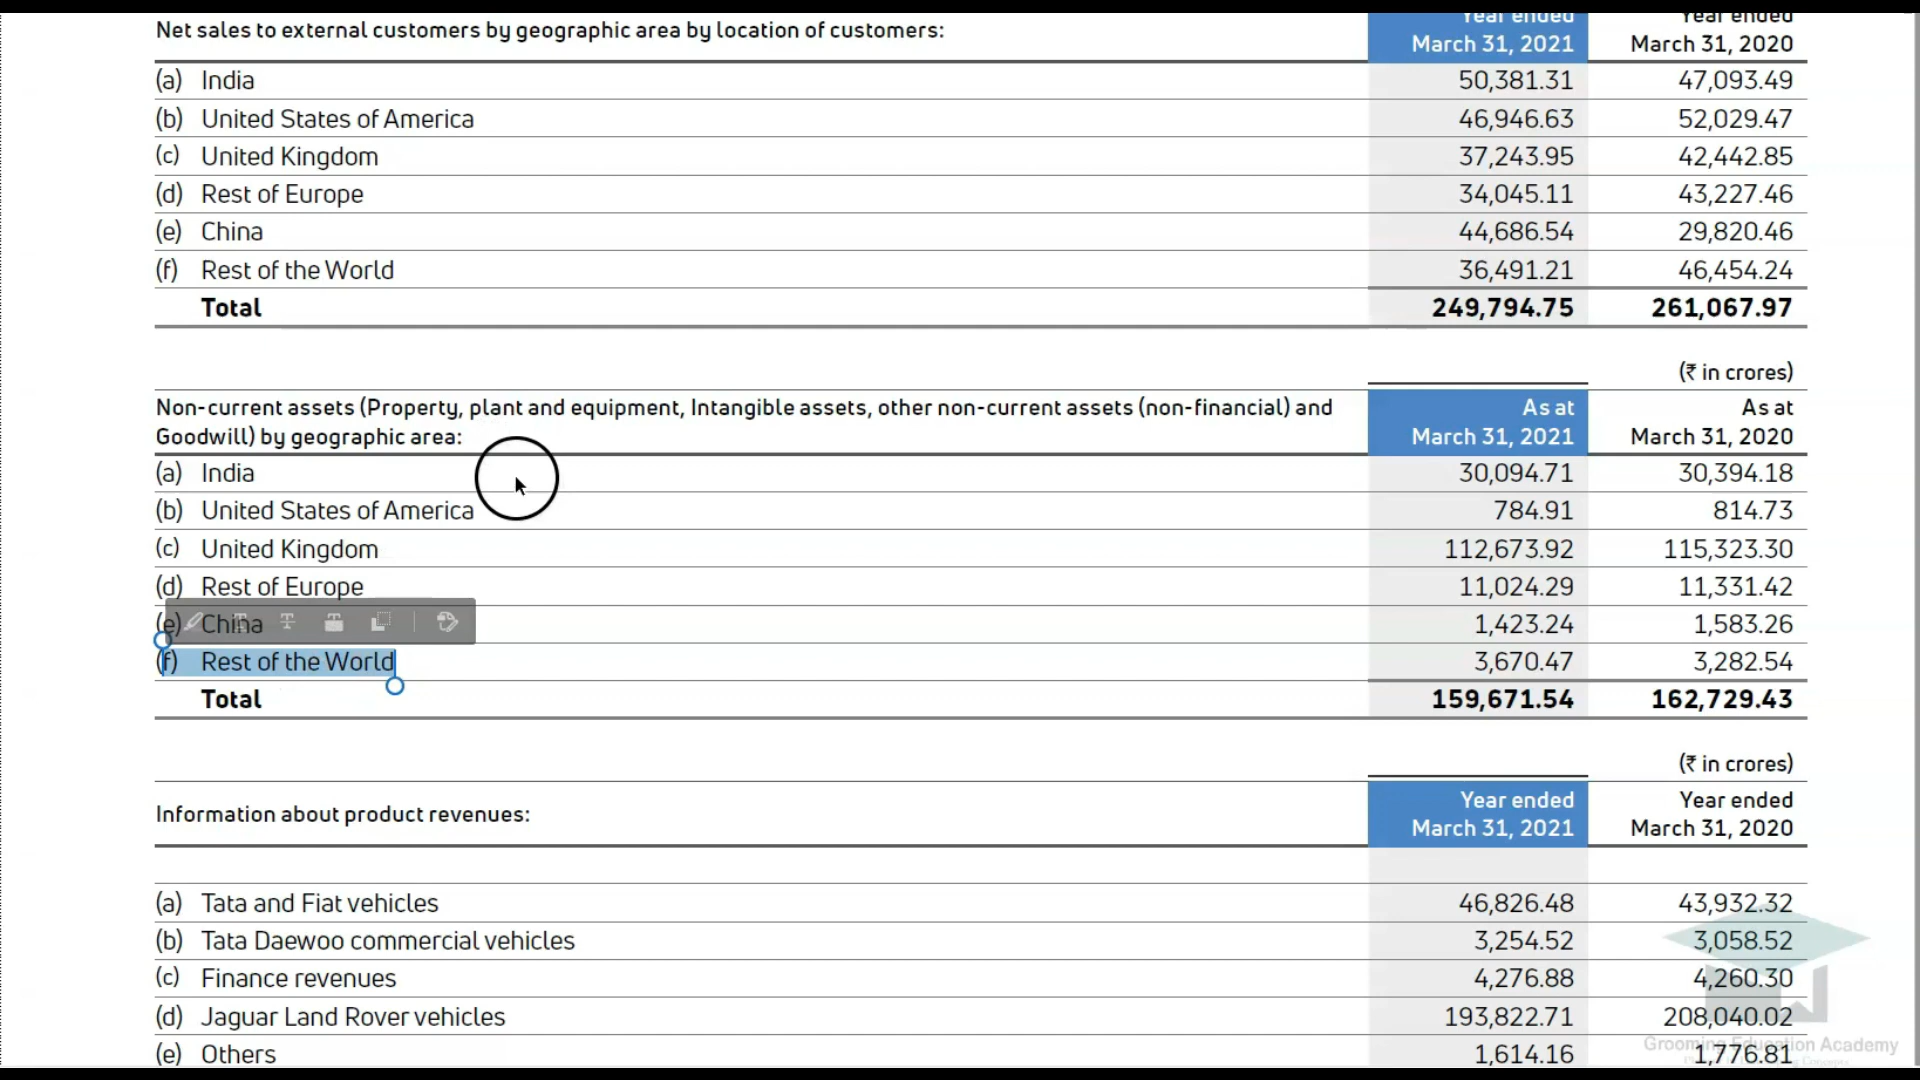 Year ended Year ended
Net sales to external customers by geographic area by location of customers: March 31, 2021 March 31, 2020
(a) India 50,381.31 47,093.49
(b) United States of America 46,946.63 52,029.47
(c) United Kingdom 37,243.95 42,442.85
(d) Rest of Europe 34,045.11 43,227.46
(e) China 44,686.54 29,820.46
(f) Rest of the World 36,491.21 46,454.24
Total 249,794.75 261,067.97
(₹ in crores)
Non-current assets (Property, plant and equipment, Intangible assets, other non-current assets (non-financial) and As at As at
Goodwill) by geographic area: March 31, 2021 March 31, 2020
(a) India 30,094.71 30,394.18
(b) United States of America 784.91 814.73
(c) United Kingdom 112,673.92 115,323.30
(d) Rest of Europe 11,024.29 11,331.42
(e) China 1,423.24 1,583.26
(f) Rest of the World 3,670.47 3,282.54
Total 159,671.54 162,729.43
(₹ in crores)
Year ended Year ended
Information about product revenues: March 31, 2021 March 31, 2020
(a) Tata and Fiat vehicles 46,826.48 43,932.32
(b) Tata Daewoo commercial vehicles 3,254.52 3,058.52
(c) Finance revenues 4,276.88 4,260.30
(d) Jaguar Land Rover vehicles 193,822.71 208,040.02
(e) Others 1,614.16 1,776.81
Grooming Education Academy